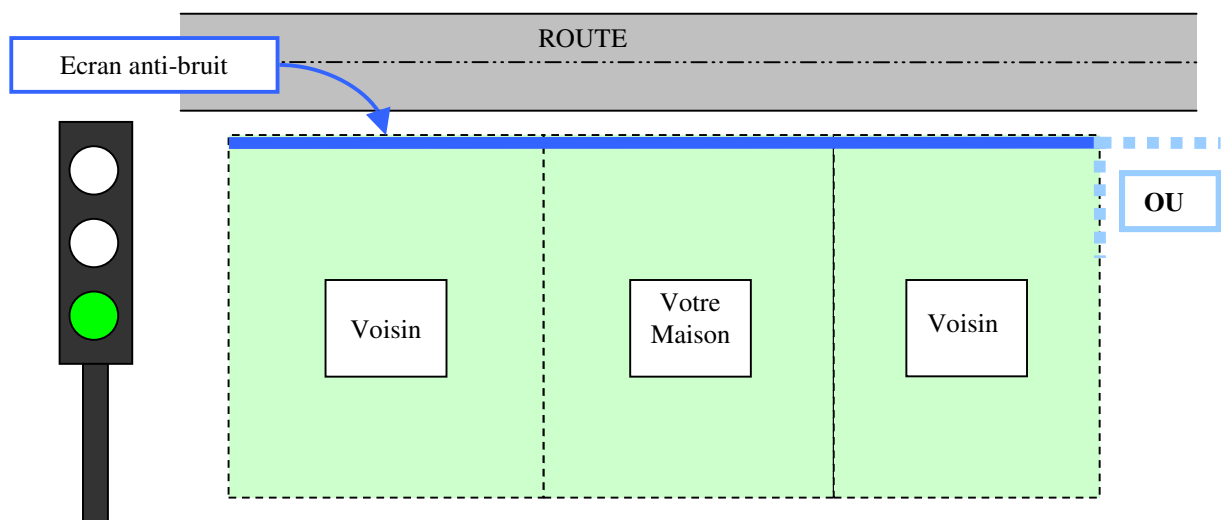 ROUTE
Ecran anti-bruit
OU
Voisin
Votre
Maison
Voisin